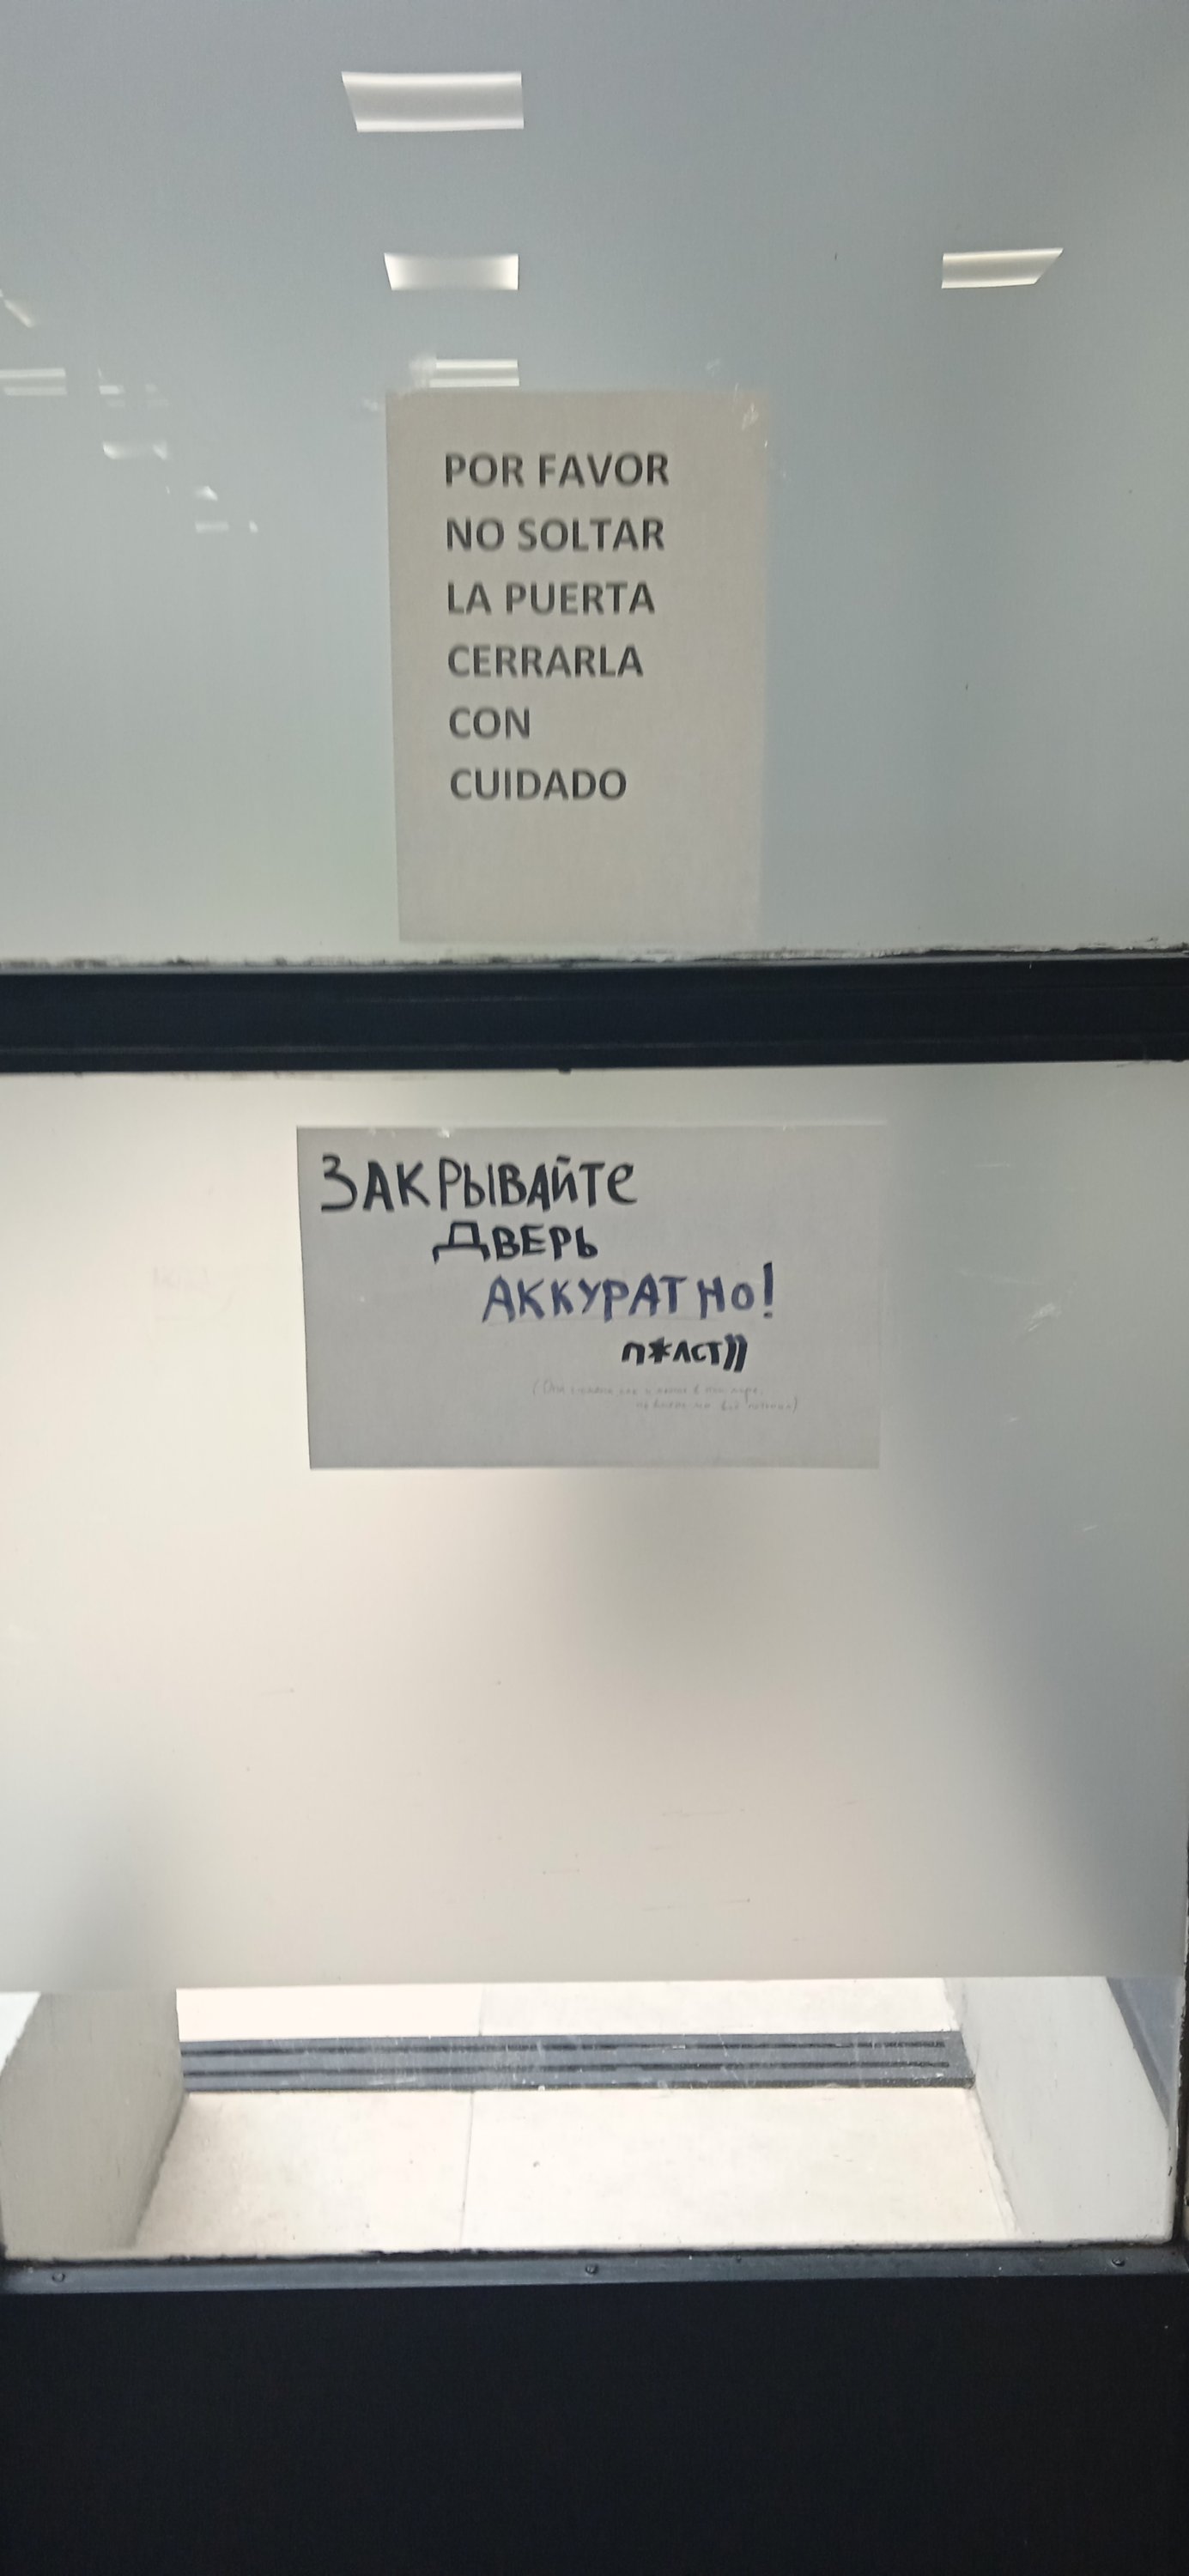 POR FAVOR
NO SOLTAR
LA PUERTA
CERRARLA
CON
CUIDADO
ЗАКРЫВАЙТЕ
ДВЕРЬ
АККУРАТНО!
П*ЛСТ))